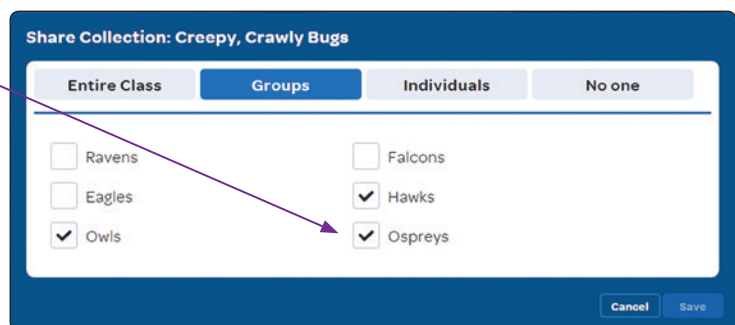 Share Collection: Creepy, Crawly Bugs
Entire Class Groups Individuals No one
Ravens Falcons
Eagles Hawks
Owls Ospreys
Cancel Save